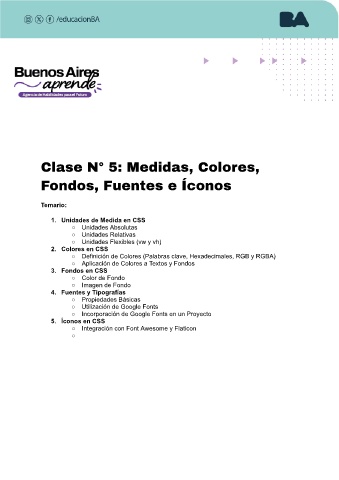 /educacionBA
BA
Buenos Aires
aprende
Agencia de Habilidades para el Futuro
Clase N° 5: Medidas, Colores,
Fondos, Fuentes e Íconos
Temario:
1. Unidades de Medida en CSS
○ Unidades Absolutas
○ Unidades Relativas
○ Unidades Flexibles (vw y vh)
2. Colores en CSS
○ Definición de Colores (Palabras clave, Hexadecimales, RGB y RGBA)
○ Aplicación de Colores a Textos y Fondos
3. Fondos en CSS
○ Color de Fondo
○ Imagen de Fondo
4. Fuentes y Tipografías
○ Propiedades Básicas
○ Utilización de Google Fonts
○ Incorporación de Google Fonts en un Proyecto
5. Íconos en CSS
○ Integración con Font Awesome y Flaticon
○